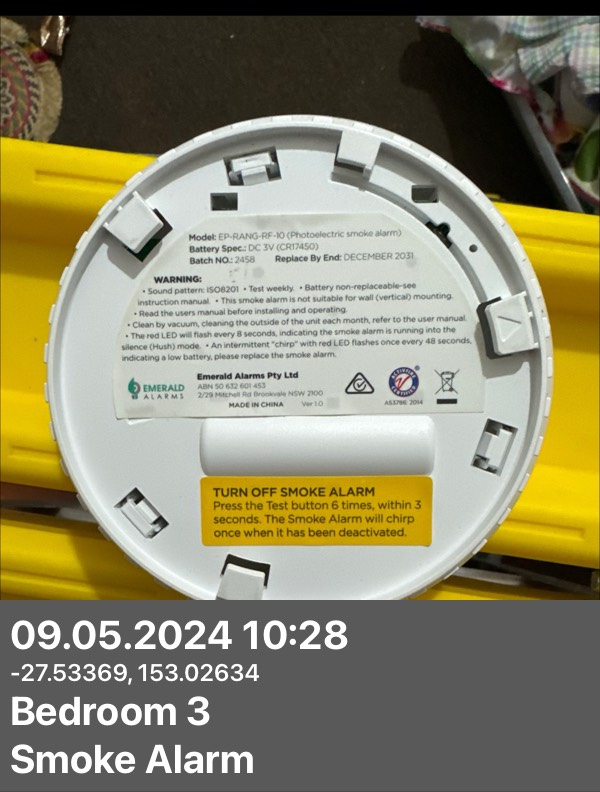 Model: EP-RANG-RF-10 (Photoelectric smoke alarm)
Battery Spec.: DC 3V (CR17450)
Batch NO.: 2458 Replace By End: DECEMBER 2031
WARNING:
• Sound pattern: ISO8201 • Test weekly. • Battery non-replaceable-see
instruction manual. • This smoke alarm is not suitable for wall (vertical) mounting.
• Read the users manual before installing and operating.
• Clean by vacuum, cleaning the outside of the unit each month, refer to the user manual.
• The red LED will flash every 8 seconds, indicating the smoke alarm is running into the
silence (Hush) mode. • An intermittent "chirp" with red LED flashes once every 48 seconds,
indicating a low battery, please replace the smoke alarm.
EMERALD
ALARMS
Emerald Alarms Pty Ltd
ABN 50 632 601 453
2/29 Mitchell Rd Brookvale NSW 2100
MADE IN CHINA Ver 1.0
AS3786: 2014
TURN OFF SMOKE ALARM
Press the Test button 6 times, within 3
seconds. The Smoke Alarm will chirp
once when it has been deactivated.
09.05.2024 10:28
-27.53369, 153.02634
Bedroom 3
Smoke Alarm